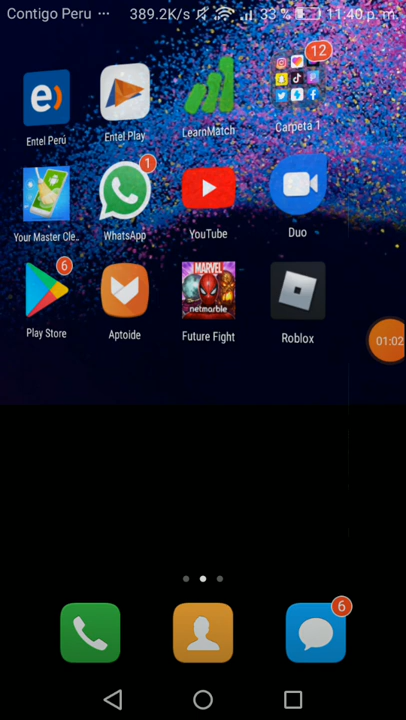 Contigo Peru ··· 389.2K/s 33 % 11:40 p. m.
12
Entel Perú Entel Play LearnMatch Carpeta 1
1
Your Master Cle.. WhatsApp YouTube Duo
6
MARVEL
netmarble
Play Store Aptoide Future Fight Roblox
01:02
6